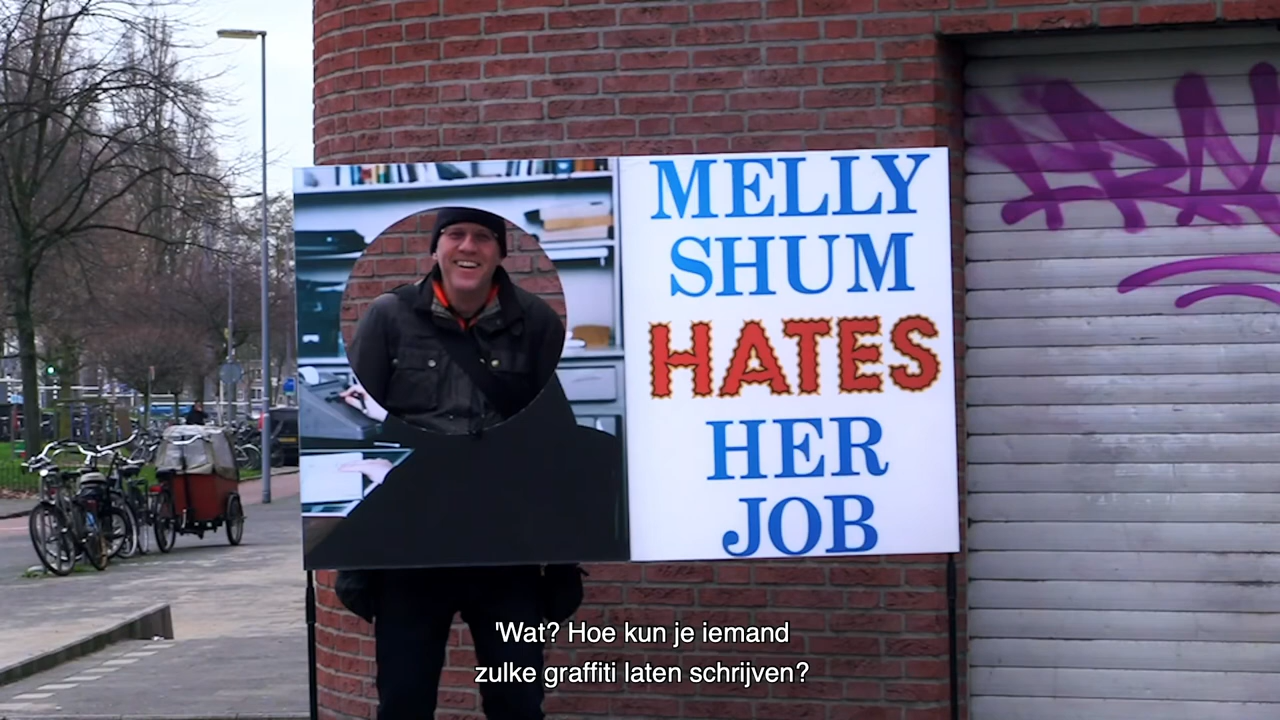 MELLY
SHUM
HATES
HER
JOB
'Wat? Hoe kun je iemand
zulke graffiti laten schrijven?